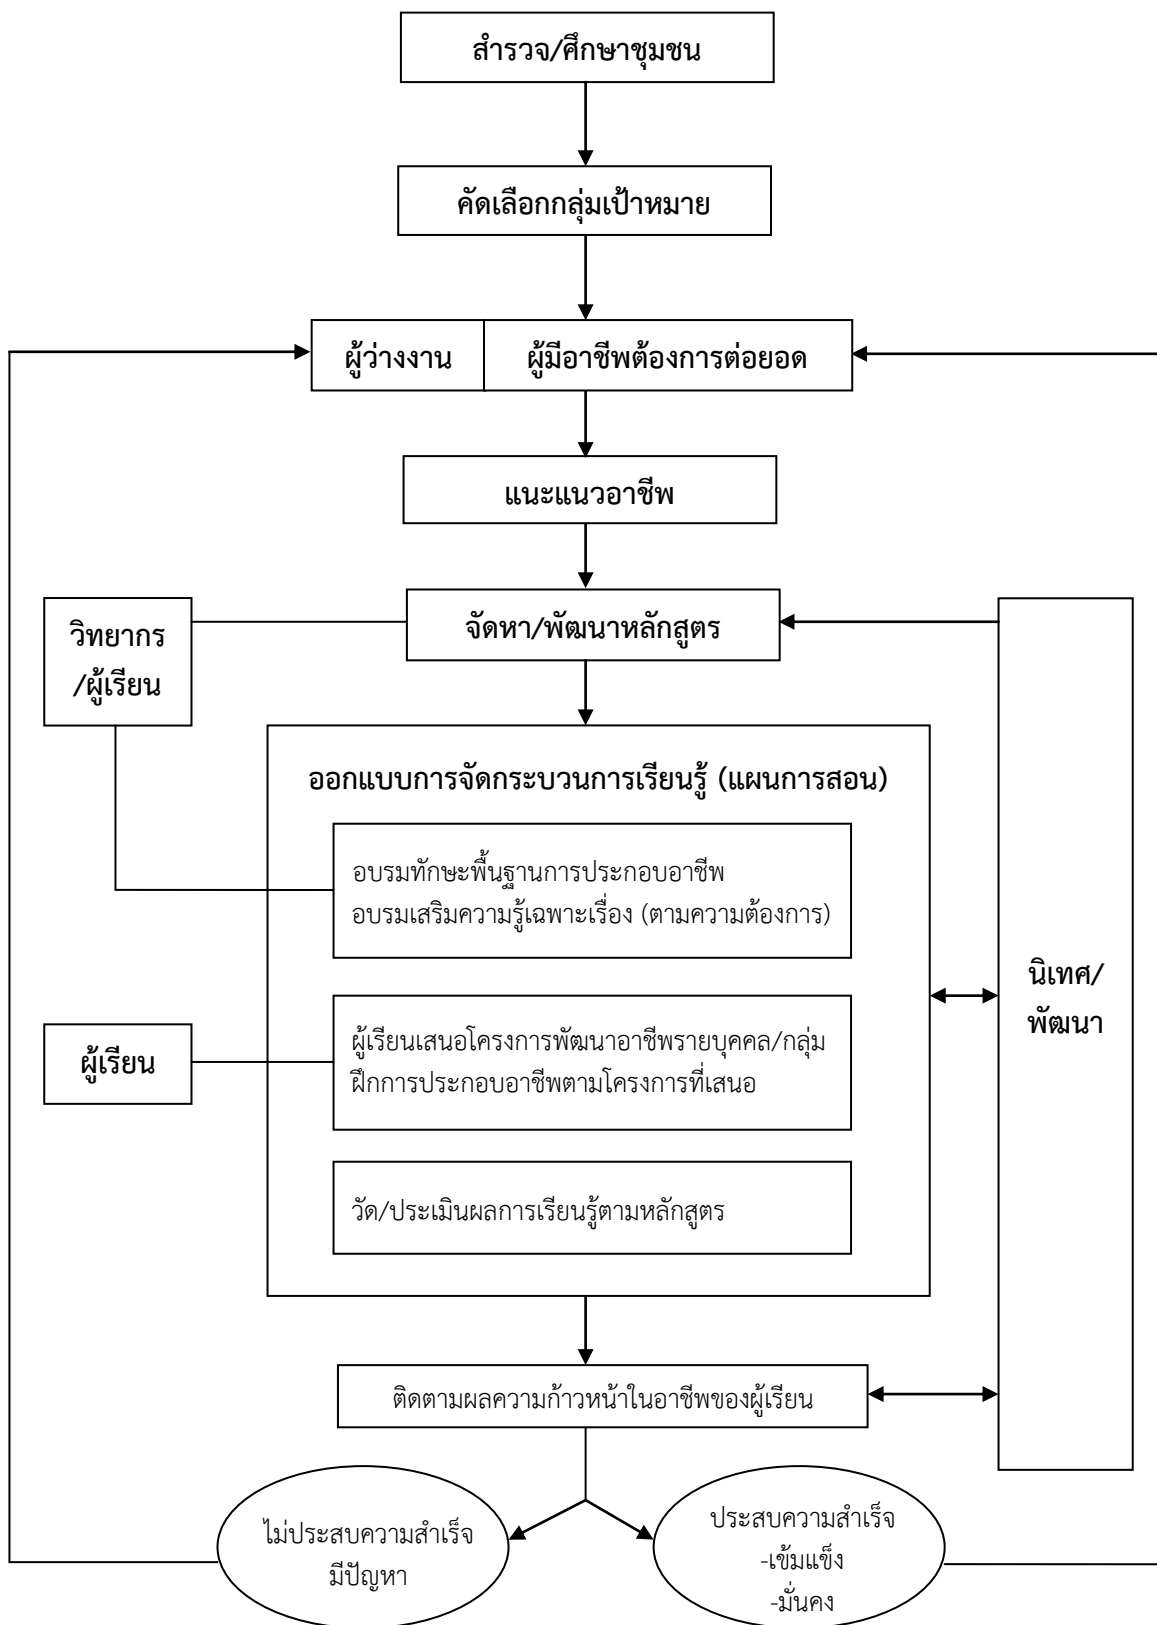 สำรวจ/ศึกษาชุมชน
คัดเลือกกลุ่มเป้าหมาย
ผู้ว่างงาน
ผู้มีอาชีพต้องการต่อยอด
แนะแนวอาชีพ
วิทยากร
/ผู้เรียน
จัดหา/พัฒนาหลักสูตร
ออกแบบการจัดกระบวนการเรียนรู้ (แผนการสอน)
อบรมทักษะพื้นฐานการประกอบอาชีพ
อบรมเสริมความรู้เฉพาะเรื่อง (ตามความต้องการ)
นิเทศ/
พัฒนา
ผู้เรียน
ผู้เรียนเสนอโครงการพัฒนาอาชีพรายบุคคล/กลุ่ม
ฝึกการประกอบอาชีพตามโครงการที่เสนอ
วัด/ประเมินผลการเรียนรู้ตามหลักสูตร
ติดตามผลความก้าวหน้าในอาชีพของผู้เรียน
ไม่ประสบความสำเร็จ
มีปัญหา
ประสบความสำเร็จ
-เข้มแข็ง
-มั่นคง